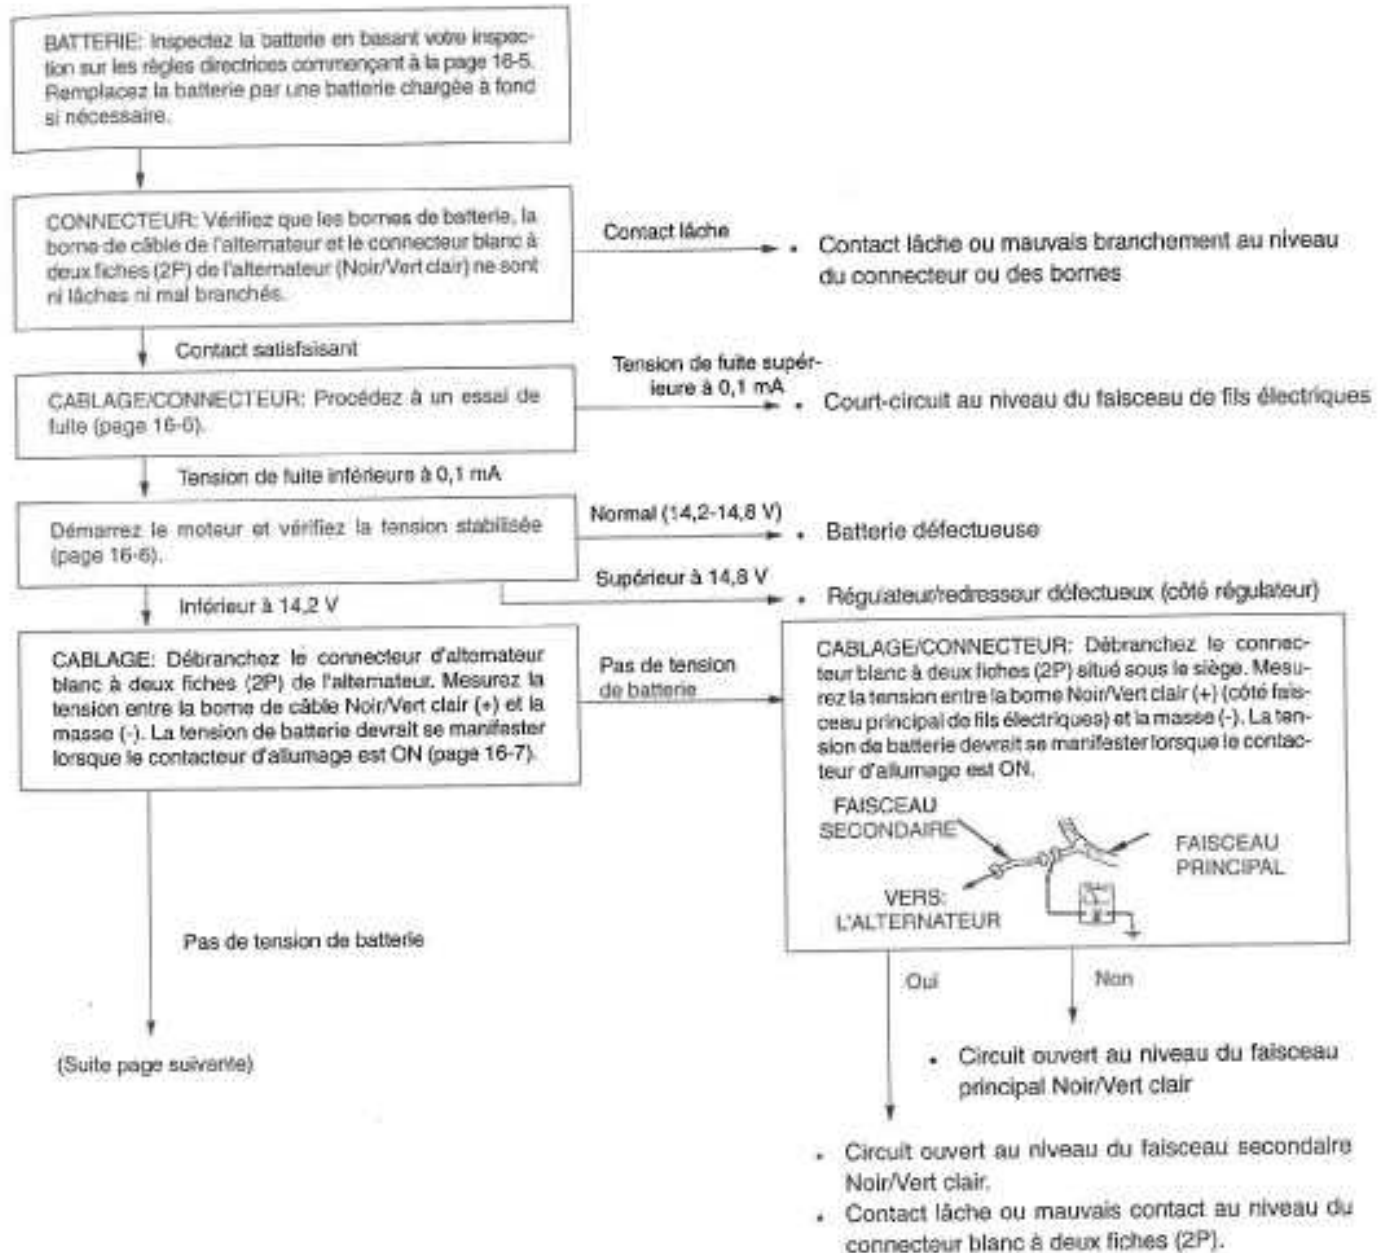 BATTERIE: Inspectez la batterie en basant votre inspec-
tion sur les règles directrices commençant à la page 16-5.
Remplacez la batterie par une batterie chargée à fond
si nécessaire.
CONNECTEUR: Vérifiez que les bornes de batterie, la
borne de câble de l'alternateur et le connecteur blanc à
deux fiches (2P) de l'alternateur (Noir/Vert clair) ne sont
ni lâches ni mal branchés.
Contact lâche
• Contact lâche ou mauvais branchement au niveau
du connecteur ou des bornes
Contact satisfaisant
CABLAGE/CONNECTEUR: Procédez à un essai de
fuite (page 16-6).
Tension de fuite supér-
ieure à 0,1 mA
• Court-circuit au niveau du faisceau de fils électriques
Tension de fuite inférieure à 0,1 mA
Démarrez le moteur et vérifiez la tension stabilisée
(page 16-6).
Normal (14,2-14,8 V)
• Batterie défectueuse
Supérieur à 14,8 V
• Régulateur/redresseur défectueux (côté régulateur)
Inférieur à 14,2 V
CABLAGE: Débranchez le connecteur d'alternateur
blanc à deux fiches (2P) de l'alternateur. Mesurez la
tension entre la borne de câble Noir/Vert clair (+) et la
masse (-). La tension de batterie devrait se manifester
lorsque le contacteur d'allumage est ON (page 16-7).
Pas de tension
de batterie
CABLAGE/CONNECTEUR: Débranchez le connec-
teur blanc à deux fiches (2P) situé sous le siège. Mesu-
rez la tension entre la borne Noir/Vert clair (+) (côté fais-
ceau principal de fils électriques) et la masse (-). La ten-
sion de batterie devrait se manifester lorsque le contac-
teur d'allumage est ON.
FAISCEAU
SECONDAIRE
FAISCEAU
PRINCIPAL
VERS:
L'ALTERNATEUR
Pas de tension de batterie
Oui
Non
(Suite page suivante)
• Circuit ouvert au niveau du faisceau
principal Noir/Vert clair
• Circuit ouvert au niveau du faisceau secondaire
Noir/Vert clair.
• Contact lâche ou mauvais contact au niveau du
connecteur blanc à deux fiches (2P).